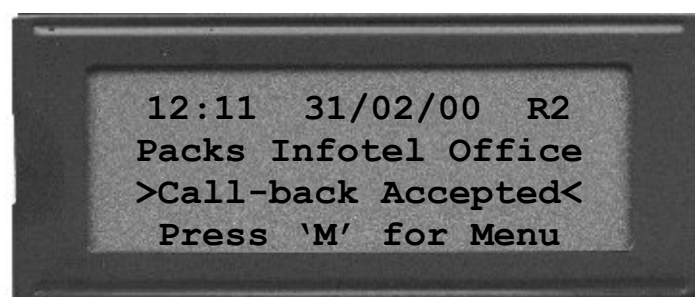 12:11 31/02/00 R2
Packs Infotel Office
>Call-back Accepted<
Press ‘M’ for Menu